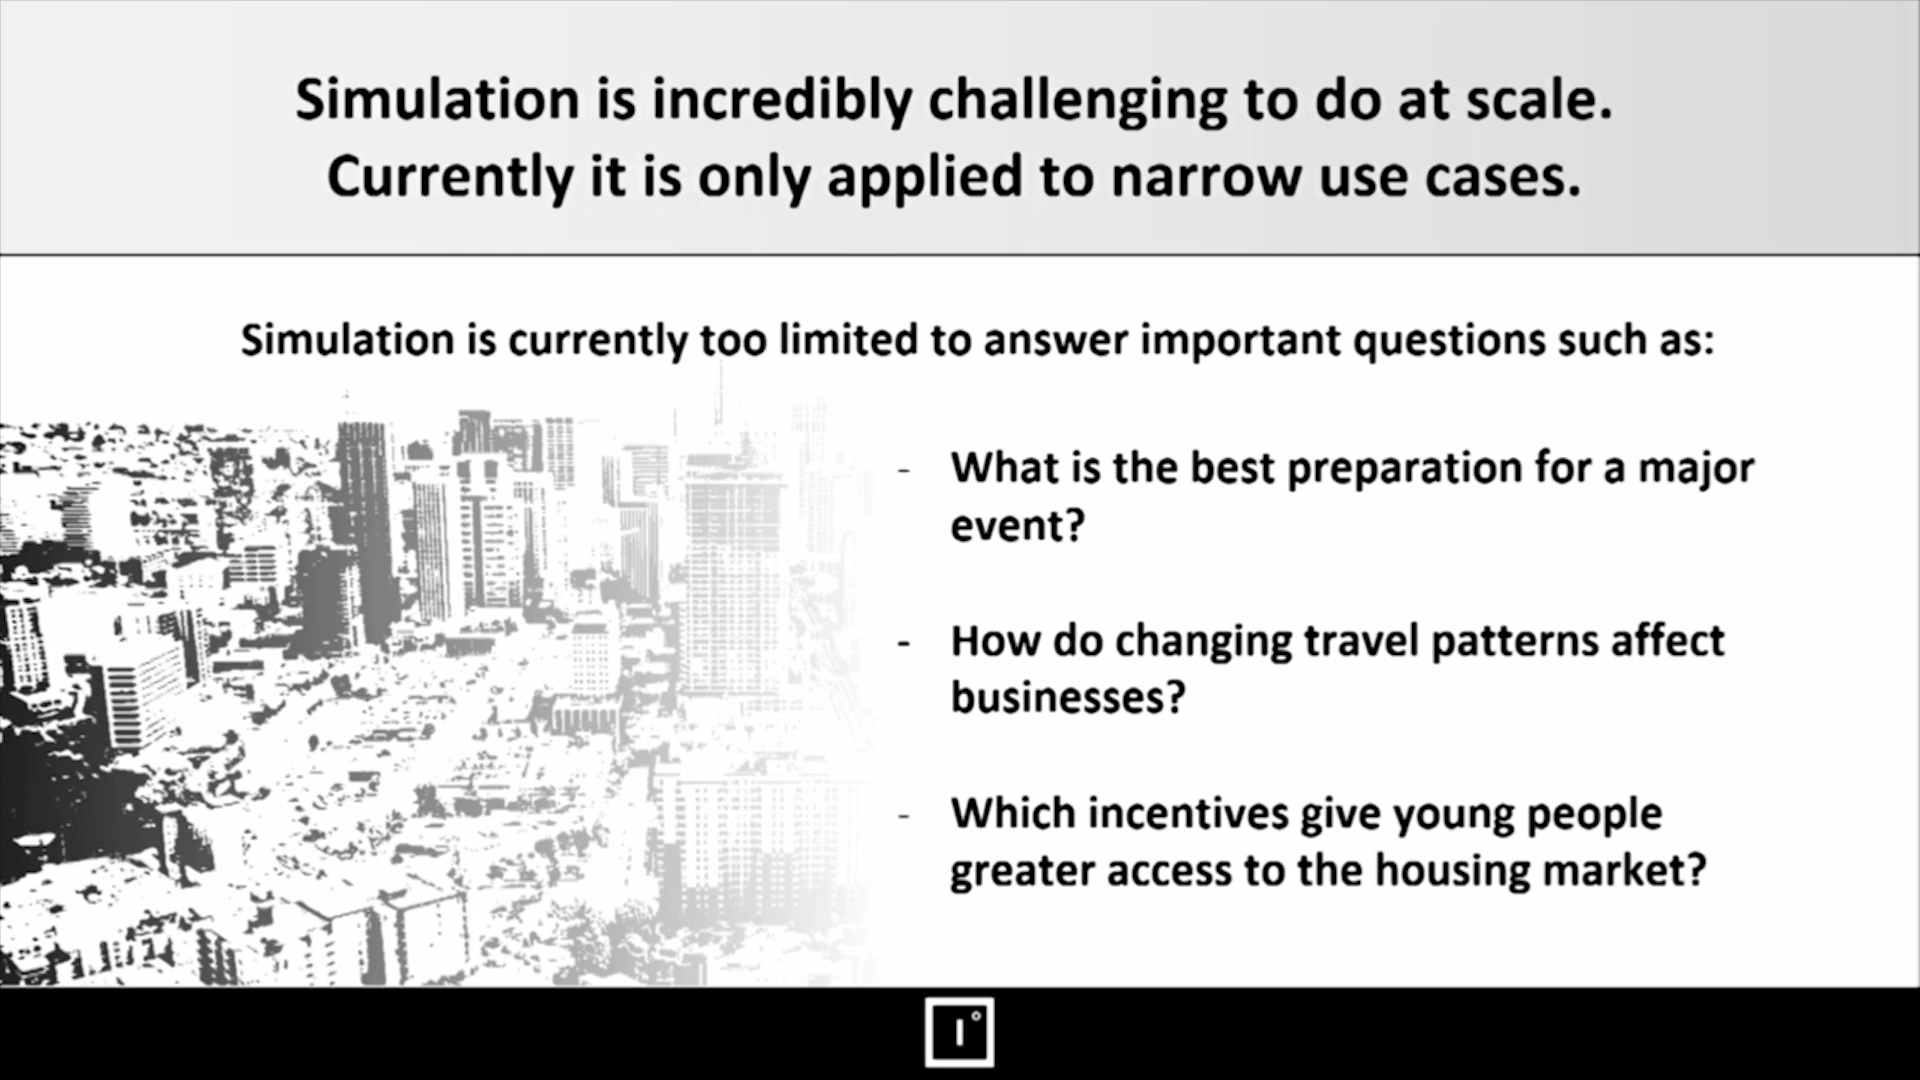 Simulation is incredibly challenging to do at scale.
Currently it is only applied to narrow use cases.
Simulation is currently too limited to answer important questions such as:
- What is the best preparation for a major
event?
- How do changing travel patterns affect
businesses?
- Which incentives give young people
greater access to the housing market?
I°